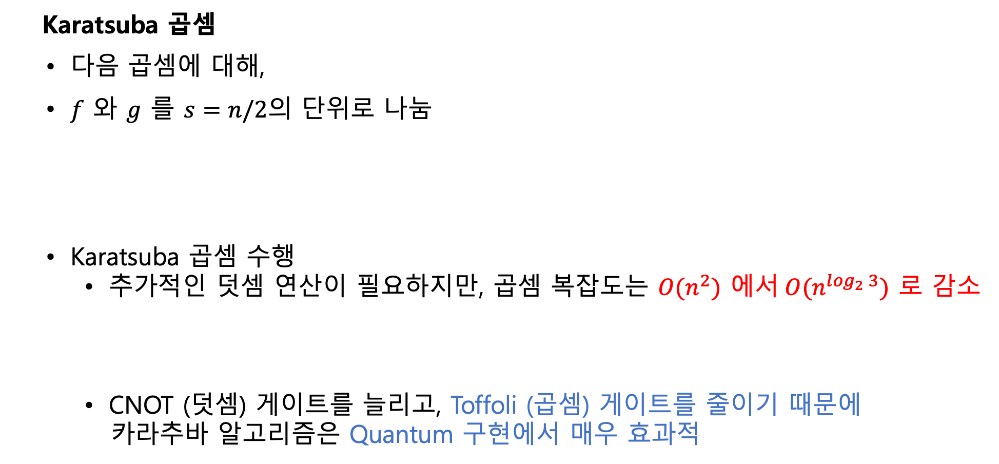 Karatsuba 곱셈
• 다음 곱셈에 대해,
• f 와 g 를 s = n/2의 단위로 나눔
• Karatsuba 곱셈 수행
• 추가적인 덧셈 연산이 필요하지만, 곱셈 복잡도는 O(n^2) 에서 O(n^{log_2 3}) 로 감소
• CNOT (덧셈) 게이트를 늘리고, Toffoli (곱셈) 게이트를 줄이기 때문에
카라추바 알고리즘은 Quantum 구현에서 매우 효과적